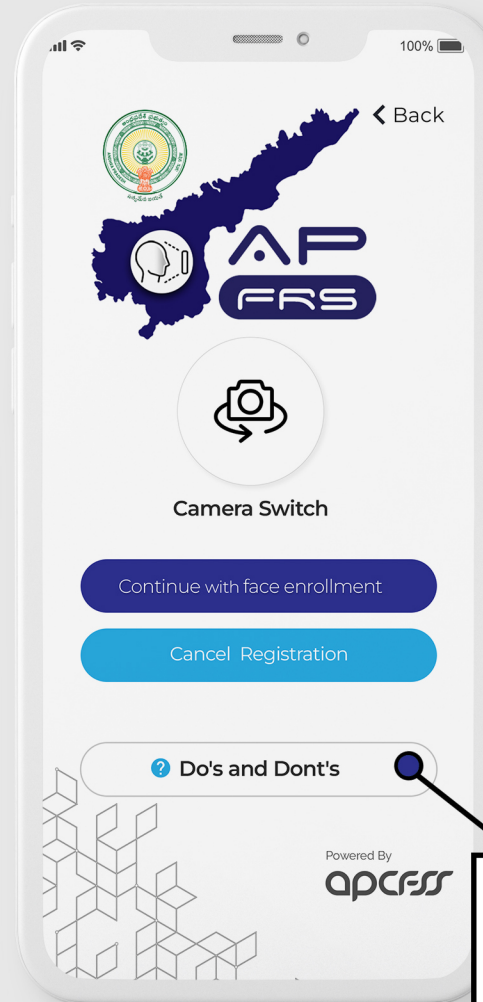 100%
Back
AP
FRS
Camera Switch
Continue with face enrollment
Cancel Registration
? Do's and Dont's
Powered By
apcfss